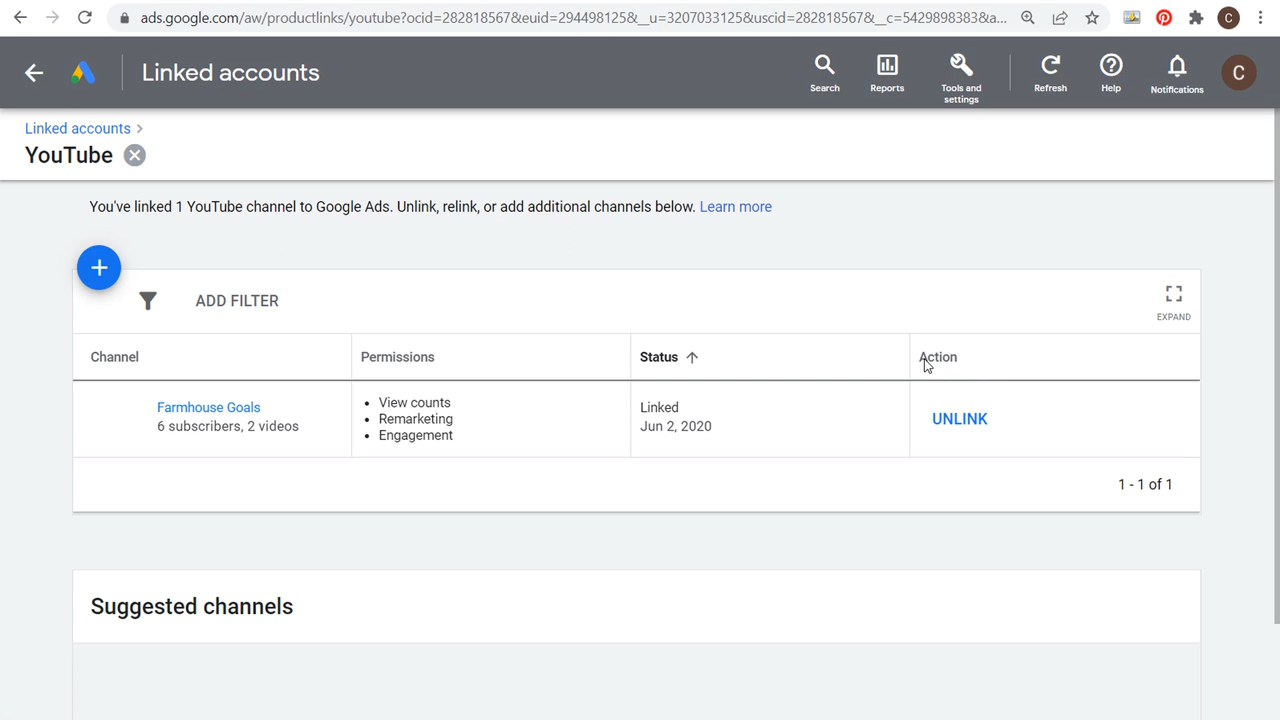 ads.google.com/aw/productlinks/youtube?ocid=282818567&euid=294498125&__u=3207033125&uscid=282818567&__c=5429898383&a...
C
Linked accounts
Search
Reports
Tools and
settings
Refresh
Help
Notifications
C
Linked accounts
YouTube
You've linked 1 YouTube channel to Google Ads. Unlink, relink, or add additional channels below. Learn more
ADD FILTER
EXPAND
Channel Permissions Status Action
Farmhouse Goals
6 subscribers, 2 videos
• View counts
• Remarketing
• Engagement
Linked
Jun 2, 2020
UNLINK
1 - 1 of 1
Suggested channels